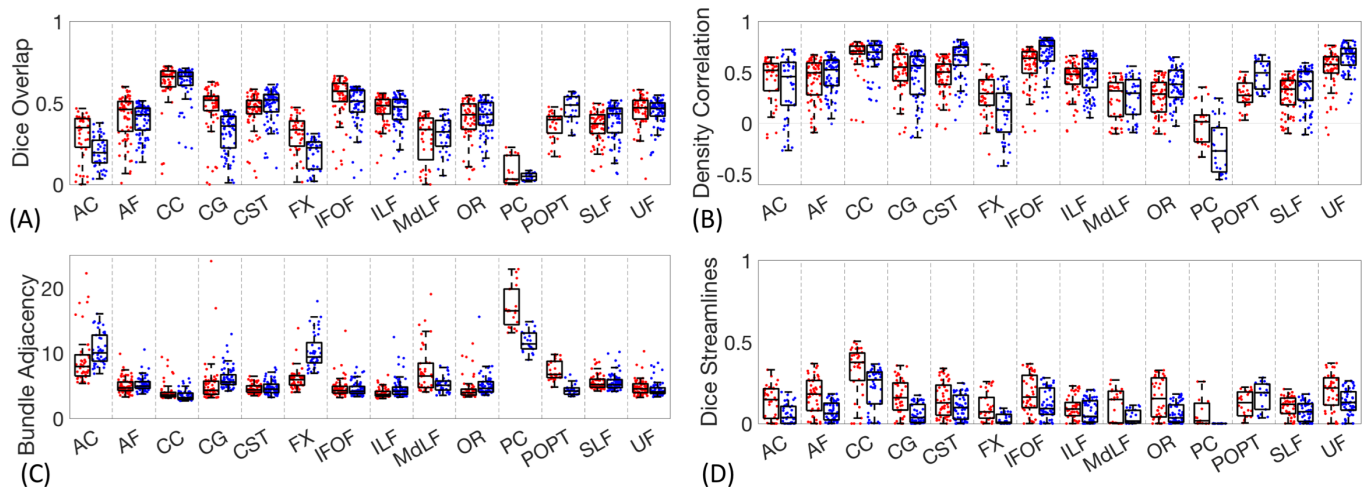 Dice Overlap
1
0.5
0
AC AF CC CG CST FX IFOF ILF MdLF OR PC POPT SLF UF
(A)
Density Correlation
1
0.5
0
-0.5
AC AF CC CG CST FX IFOF ILF MdLF OR PC POPT SLF UF
(B)
Bundle Adjacency
20
10
0
AC AF CC CG CST FX IFOF ILF MdLF OR PC POPT SLF UF
(C)
Dice Streamlines
1
0.5
0
AC AF CC CG CST FX IFOF ILF MdLF OR PC POPT SLF UF
(D)